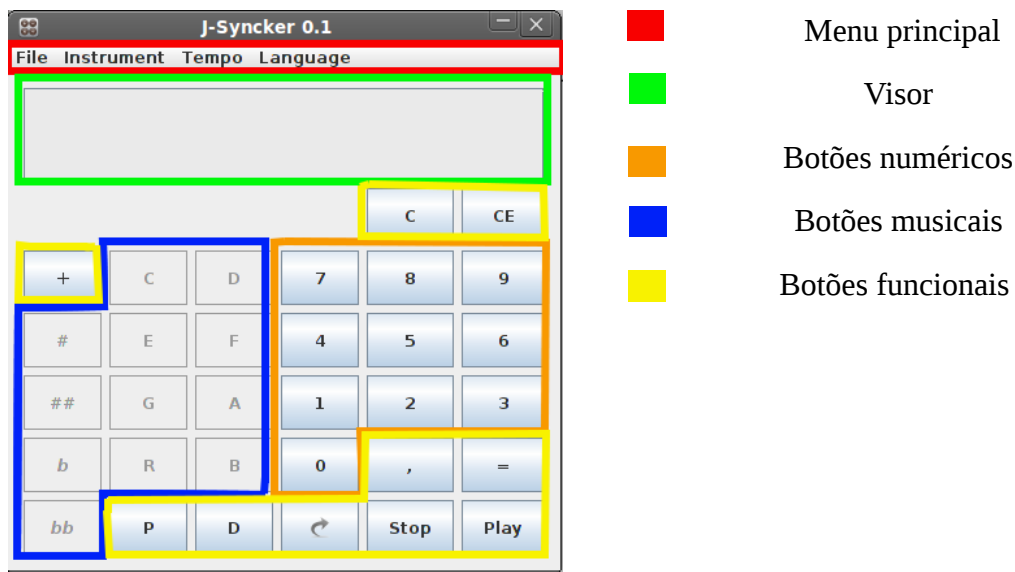 J-Syncker 0.1
File Instrument Tempo Language
C CE
+ C D 7 8 9
# E F 4 5 6
## G A 1 2 3
b R B 0 , =
bb P D Stop Play
Menu principal
Visor
Botões numéricos
Botões musicais
Botões funcionais